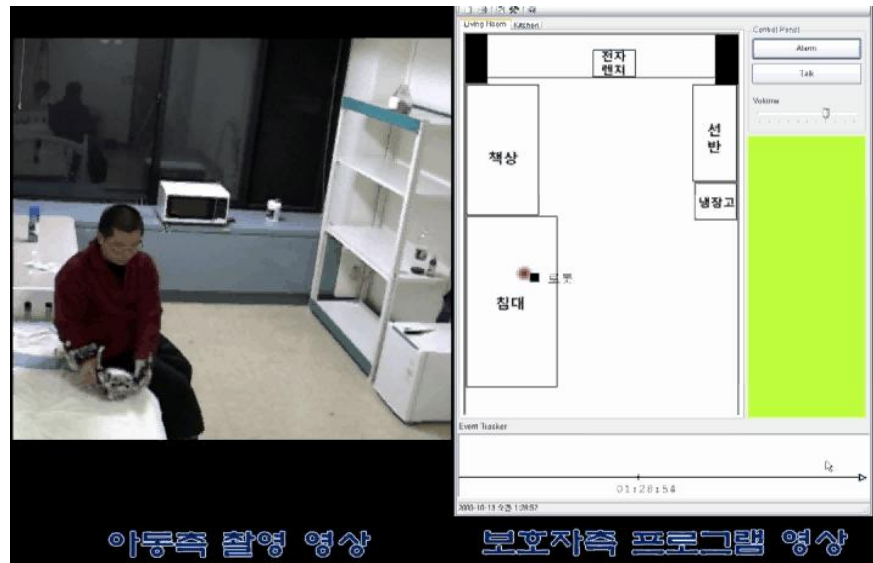 Living Room Kitchen
Control Panel
Alarm
Talk
Volume
전자
렌지
책상
선
반
냉장고
로봇
침대
Event Tracker
01:28:54
아동측 촬영 영상
보호자측 프로그램 영상